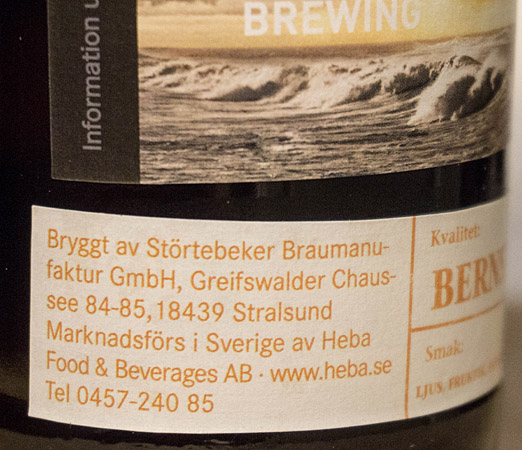 BREWING
Information
Bryggt av Störtebeker Braumanu-
faktur GmbH, Greifswalder Chaus-
see 84-85, 18439 Stralsund
Marknadsförs i Sverige av Heba
Food & Beverages AB · www.heba.se
Tel 0457-240 85
Kvalitet:
Smak:
LJUS,